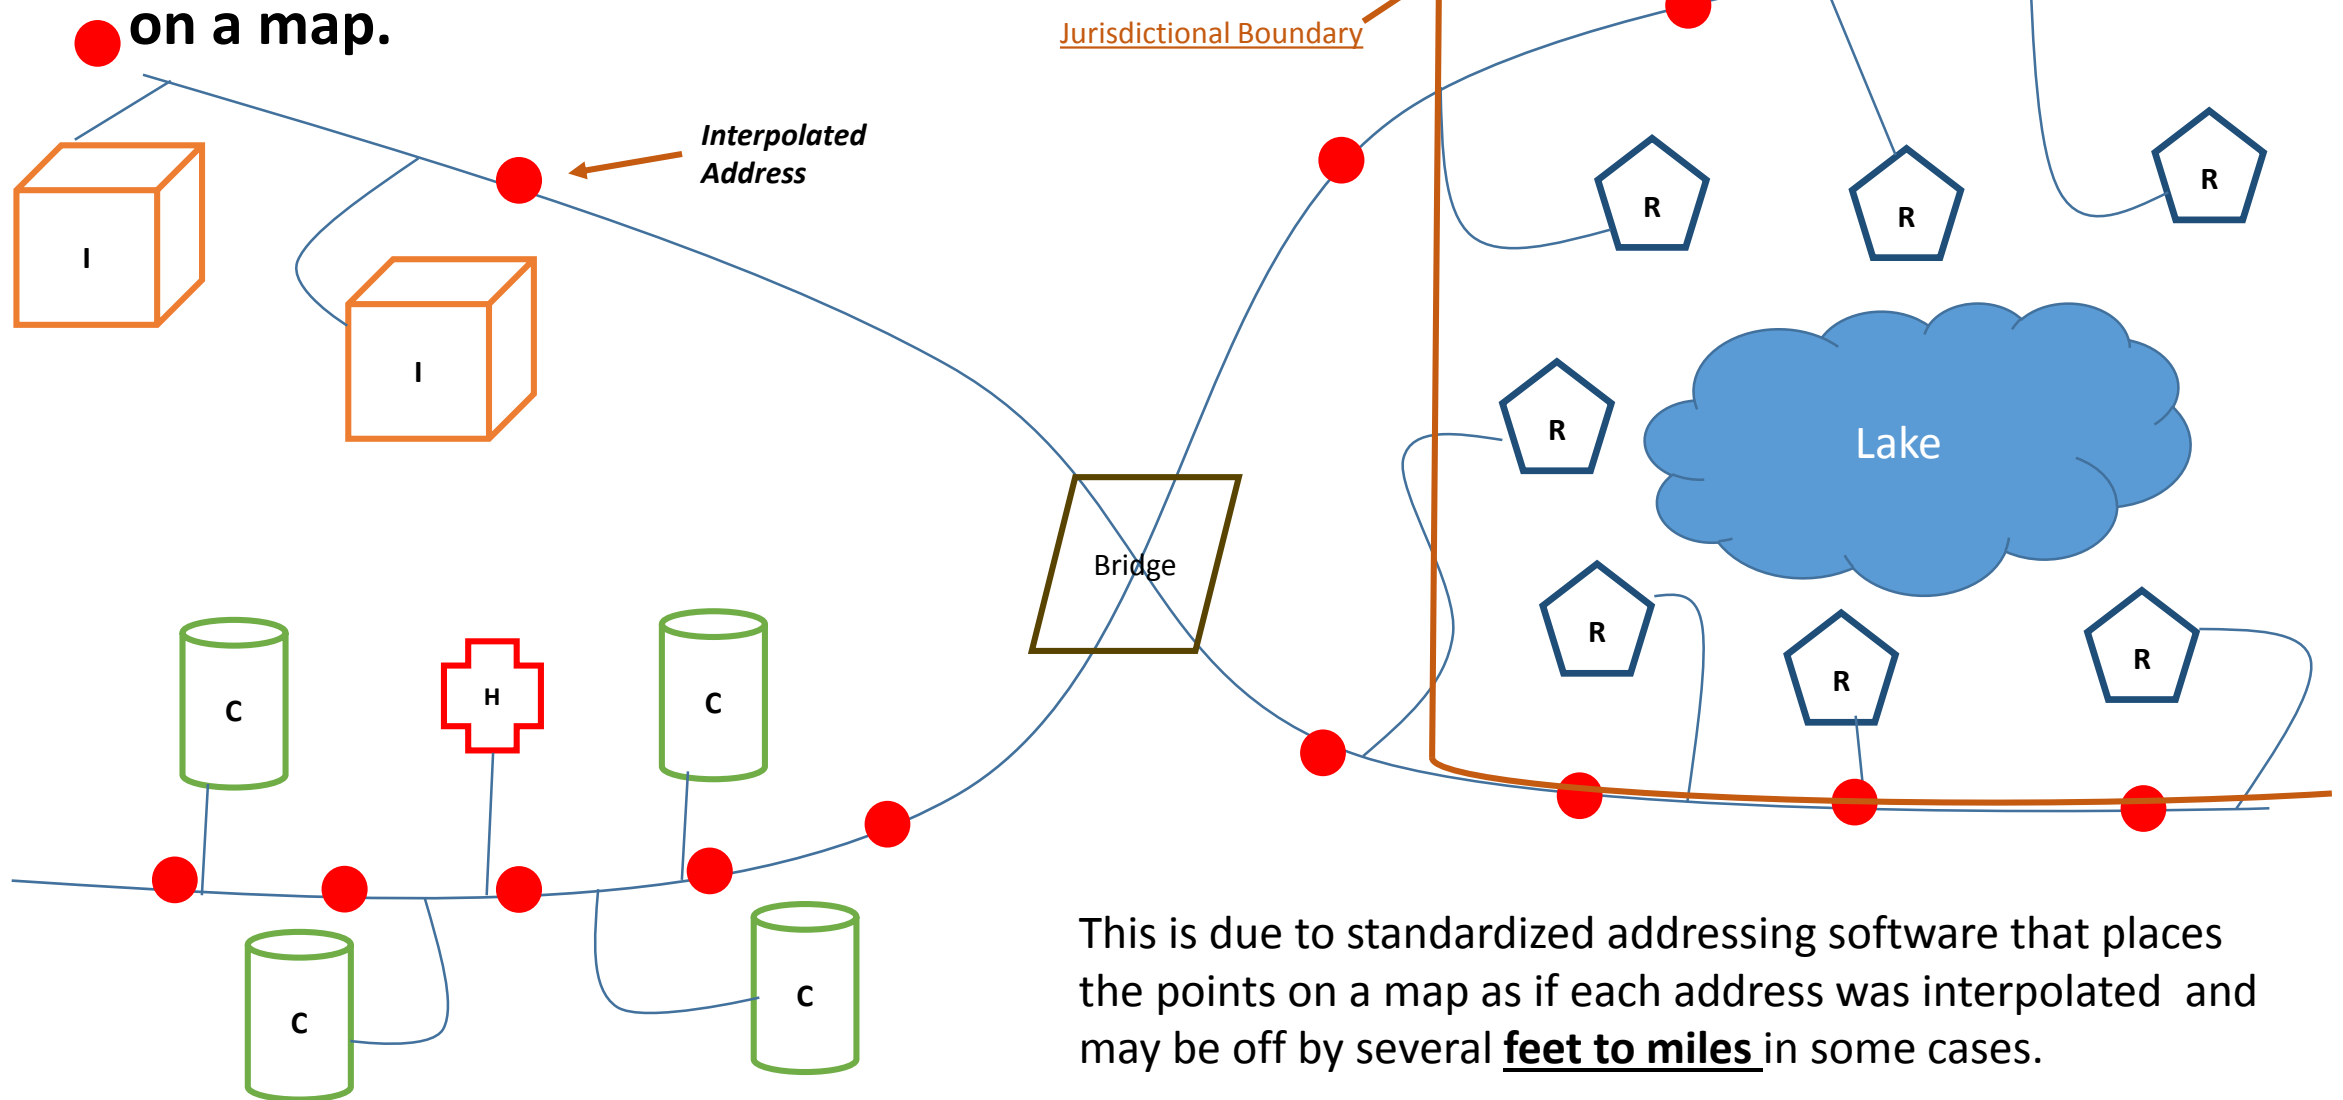 on a map.
Jurisdictional Boundary
Interpolated
Address
R
R
R
I
I
R
Lake
Bridge
R
R
R
C
H
C
C
C
This is due to standardized addressing software that places
the points on a map as if each address was interpolated and
may be off by several feet to miles in some cases.